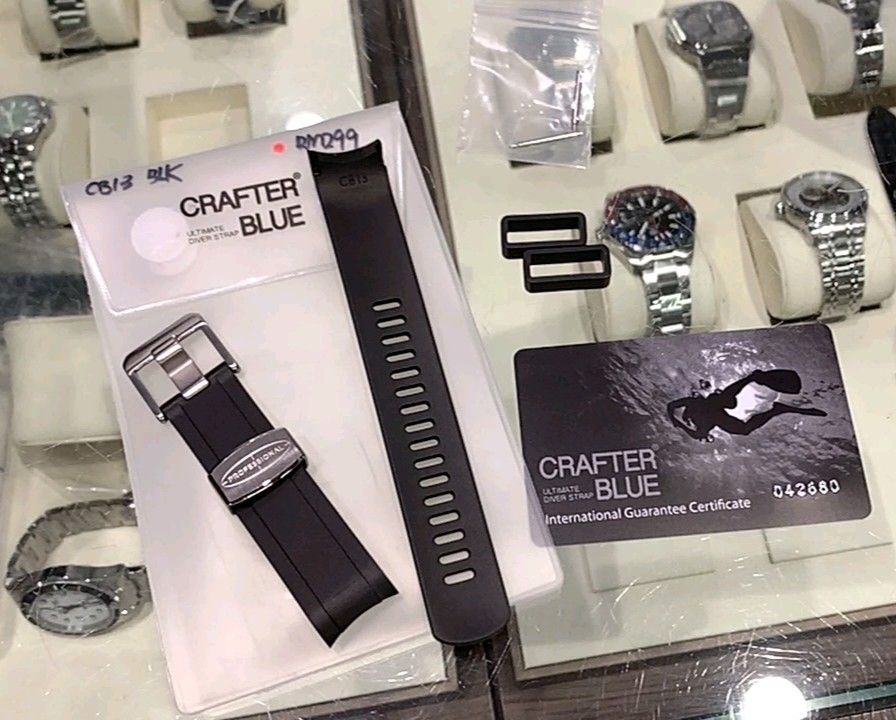 CB13 BLK
RM299
CRAFTER®
ULTIMATE
DIVER STRAP
BLUE
CB13
PROFESSIONAL
CRAFTER®
ULTIMATE
DIVER STRAP
BLUE
International Guarantee Certificate
042680